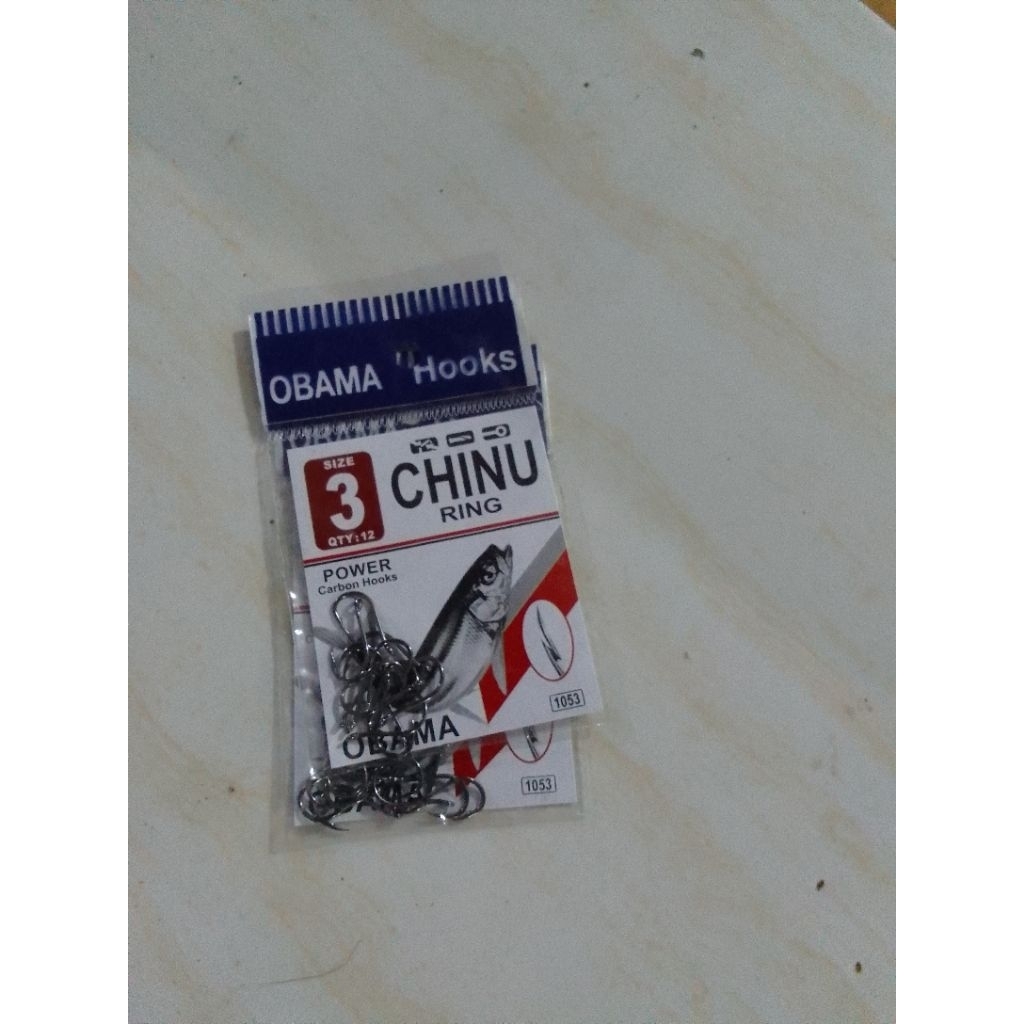 OBAMA Hooks
SIZE
3
QTY:12
CHINU
RING
POWER
Carbon Hooks
1053
OBAMA
1053